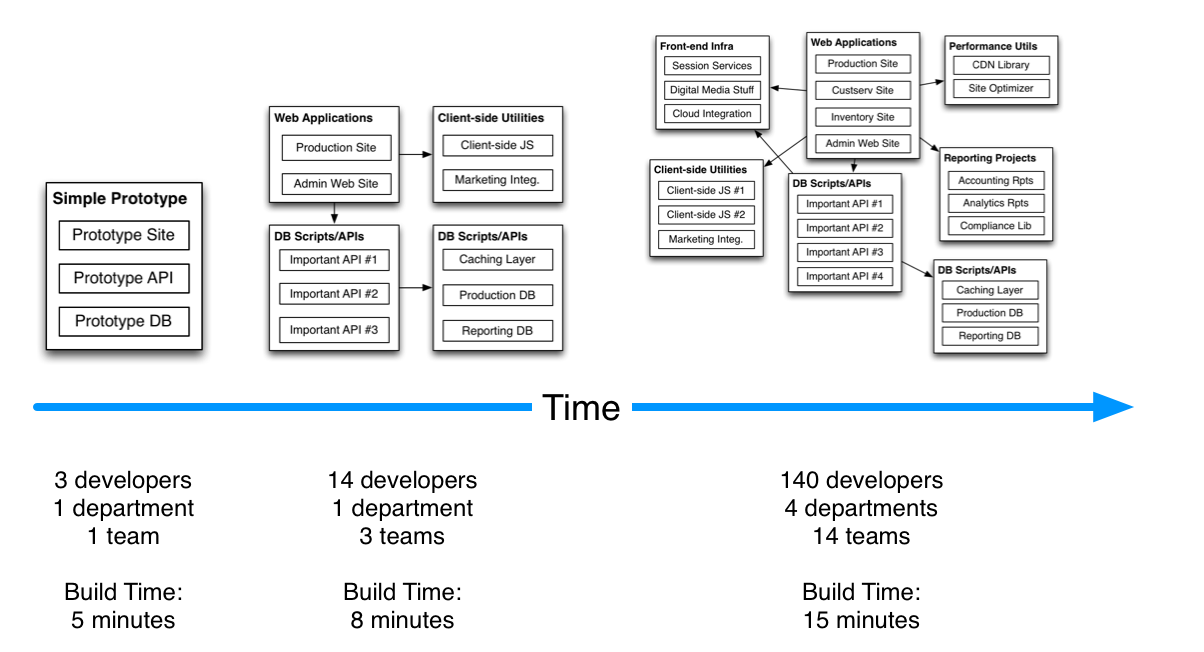 Simple Prototype
Prototype Site
Prototype API
Prototype DB
Web Applications
Production Site
Admin Web Site
Client-side Utilities
Client-side JS
Marketing Integ.
DB Scripts/APIs
Important API #1
Important API #2
Important API #3
DB Scripts/APIs
Caching Layer
Production DB
Reporting DB
Front-end Infra
Session Services
Digital Media Stuff
Cloud Integration
Web Applications
Production Site
Custserv Site
Inventory Site
Admin Web Site
Performance Utils
CDN Library
Site Optimizer
Client-side Utilities
Client-side JS #1
Client-side JS #2
Marketing Integ.
DB Scripts/APIs
Important API #1
Important API #2
Important API #3
Important API #4
Reporting Projects
Accounting Rpts
Analytics Rpts
Compliance Lib
DB Scripts/APIs
Caching Layer
Production DB
Reporting DB
Time
3 developers
1 department
1 team
Build Time:
5 minutes
14 developers
1 department
3 teams
Build Time:
8 minutes
140 developers
4 departments
14 teams
Build Time:
15 minutes